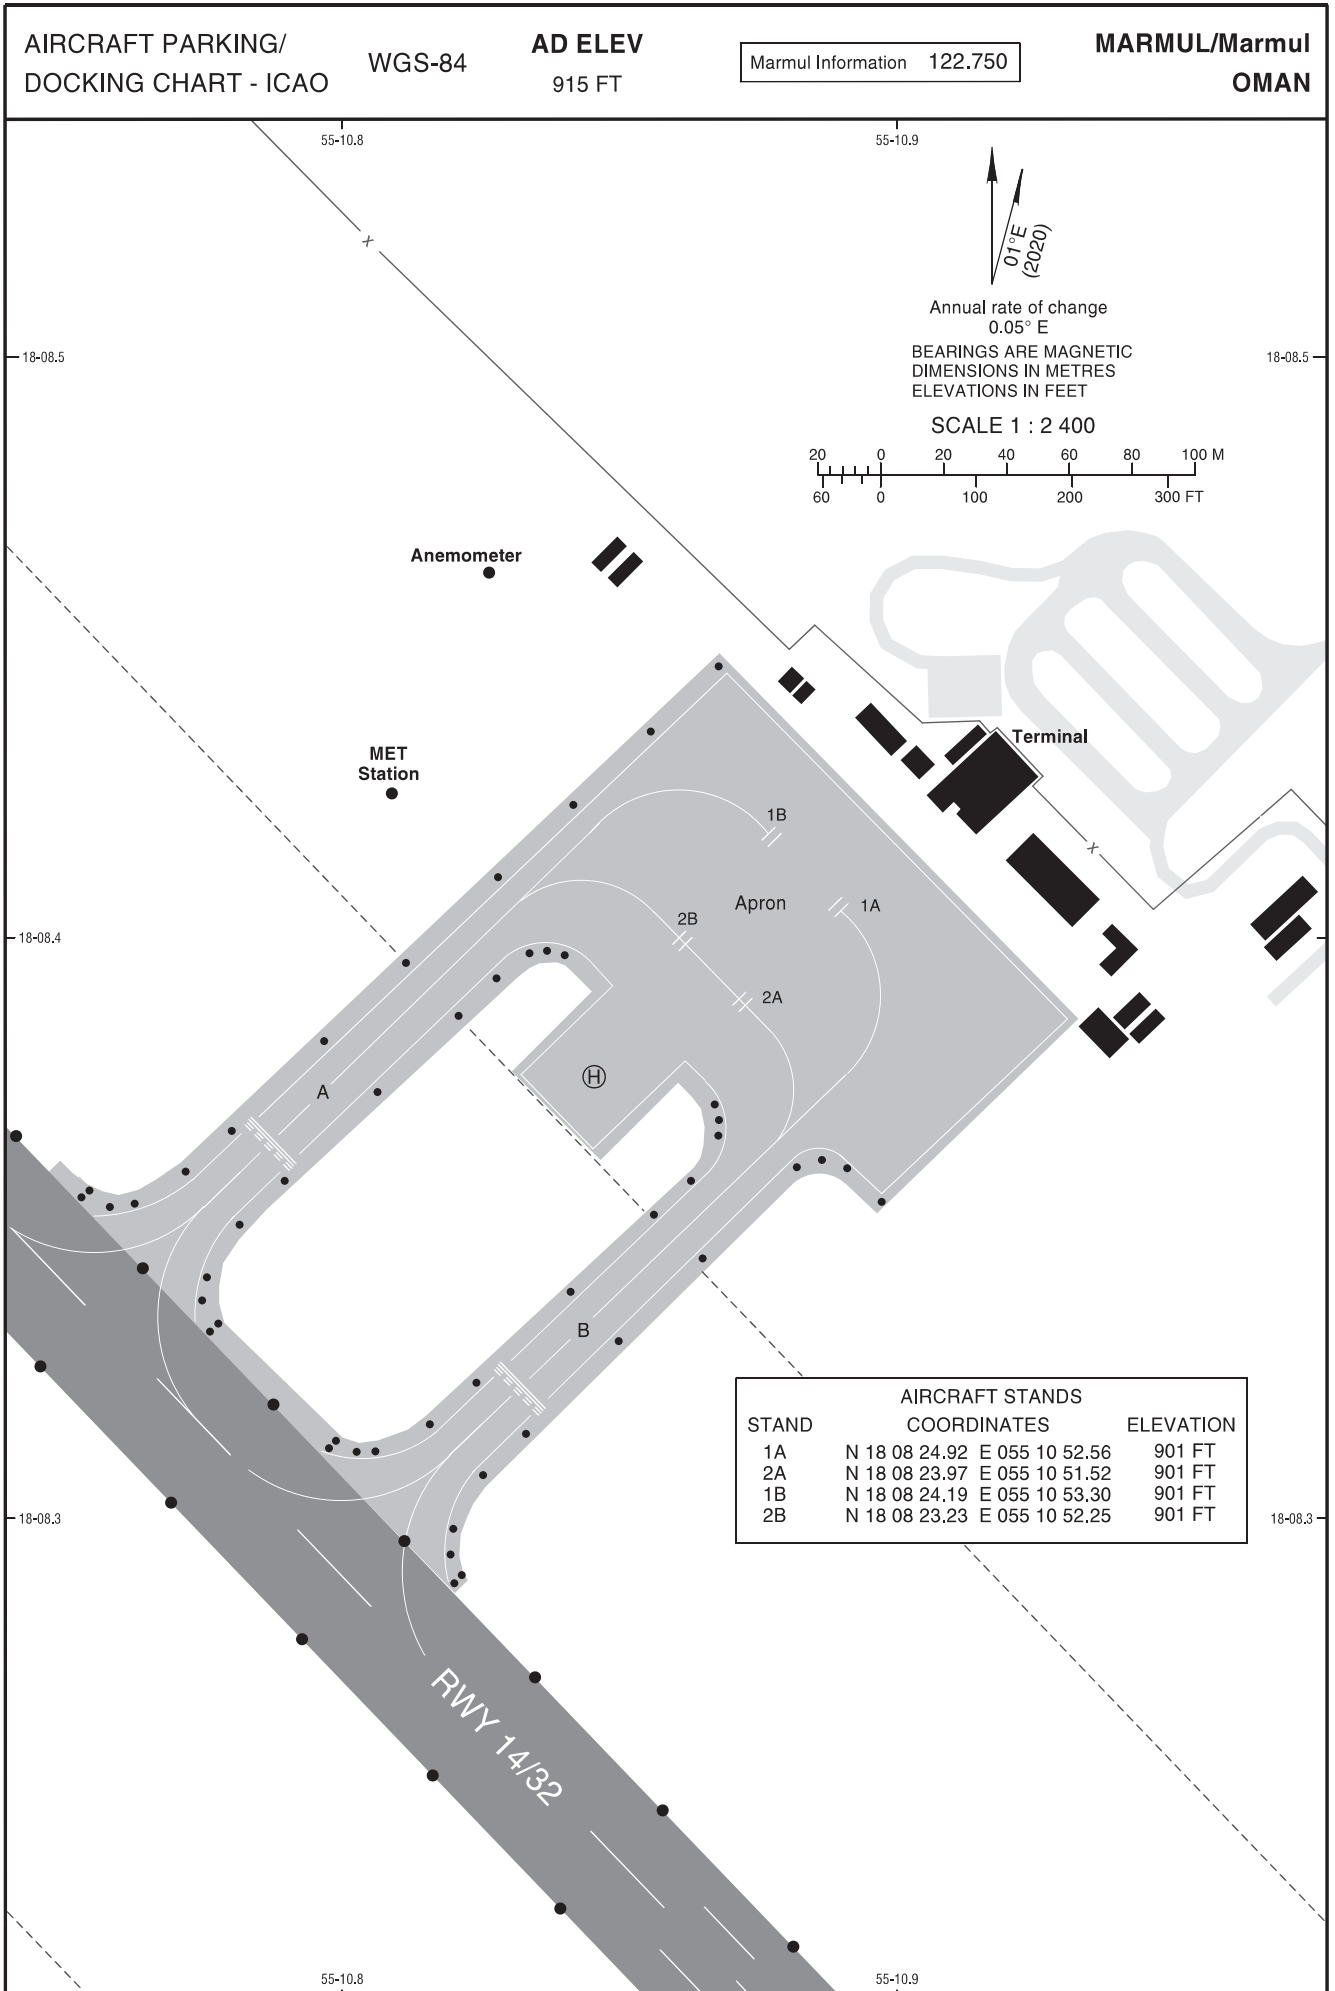 AIRCRAFT PARKING/
DOCKING CHART - ICAO
WGS-84
AD ELEV
915 FT
Marmul Information 122.750
MARMUL/Marmul
OMAN
55-10.8
55-10.9
01°E
(2020)
Annual rate of change
0.05° E
BEARINGS ARE MAGNETIC
DIMENSIONS IN METRES
ELEVATIONS IN FEET
18-08.5
18-08.5
SCALE 1 : 2 400
20 0 20 40 60 80 100 M
60 0 100 200 300 FT
Anemometer
Terminal
MET
Station
1B
Apron
1A
2B
18-08.4
2A
H
A
B
AIRCRAFT STANDS
STAND COORDINATES ELEVATION
1A N 18 08 24.92 E 055 10 52.56 901 FT
2A N 18 08 23.97 E 055 10 51.52 901 FT
1B N 18 08 24.19 E 055 10 53.30 901 FT
2B N 18 08 23.23 E 055 10 52.25 901 FT
18-08.3
18-08.3
RWY 14/32
55-10.8
55-10.9